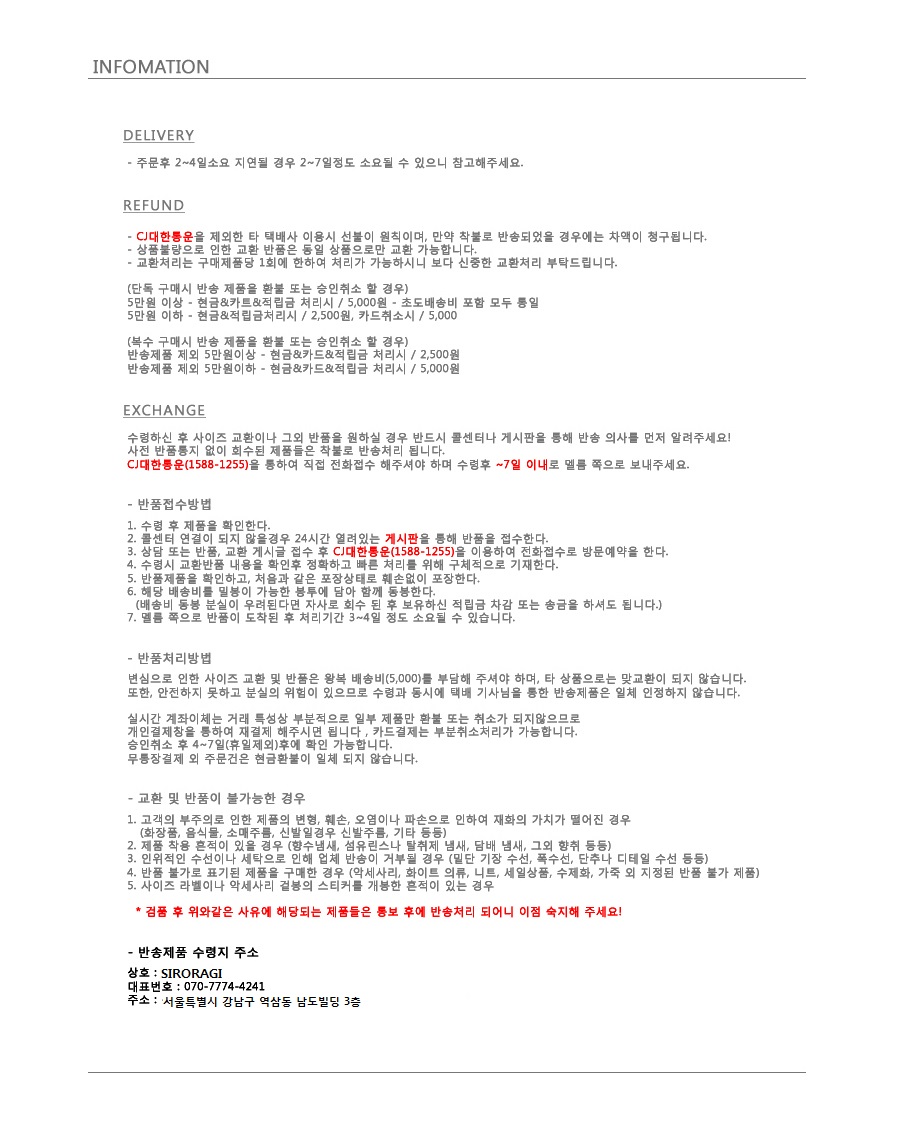 INFOMATION
DELIVERY
- 주문후 2~4일소요 지연될 경우 2~7일정도 소요될 수 있으니 참고해주세요.
REFUND
- CJ대한통운을 제외한 타 택배사 이용시 선불이 원칙이며, 만약 착불로 반송되었을 경우에는 차액이 청구됩니다.
- 상품불량으로 인한 교환 반품은 동일 상품으로만 교환 가능합니다.
- 교환처리는 구매제품당 1회에 한하여 처리가 가능하시니 보다 신중한 교환처리 부탁드립니다.
(단독 구매시 반송 제품을 환불 또는 승인취소 할 경우)
5만원 이상 - 현금&카트&적립금 처리시 / 5,000원 - 초도배송비 포함 모두 통일
5만원 이하 - 현금&적립금처리시 / 2,500원, 카드취소시 / 5,000
(복수 구매시 반송 제품을 환불 또는 승인취소 할 경우)
반송제품 제외 5만원이상 - 현금&카드&적립금 처리시 / 2,500원
반송제품 제외 5만원이하 - 현금&카드&적립금 처리시 / 5,000원
EXCHANGE
수령하신 후 사이즈 교환이나 그외 반품을 원하실 경우 반드시 콜센터나 게시판을 통해 반송 의사를 먼저 알려주세요!
사전 반품통지 없이 회수된 제품들은 착불로 반송처리 됩니다.
CJ대한통운(1588-1255)을 통하여 직접 전화접수 해주셔야 하며 수령후 ~7일 이내로 멜룸 쪽으로 보내주세요.
- 반품접수방법
1. 수령 후 제품을 확인한다.
2. 콜센터 연결이 되지 않을경우 24시간 열려있는 게시판을 통해 반품을 접수한다.
3. 상담 또는 반품, 교환 게시글 접수 후 CJ대한통운(1588-1255)을 이용하여 전화접수로 방문예약을 한다.
4. 수령시 교환반품 내용을 확인후 정확하고 빠른 처리를 위해 구체적으로 기재한다.
5. 반품제품을 확인하고, 처음과 같은 포장상태로 훼손없이 포장한다.
6. 해당 배송비를 밀봉이 가능한 봉투에 담아 함께 동봉한다.
(배송비 동봉 분실이 우려된다면 자사로 회수 된 후 보유하신 적립금 차감 또는 송금을 하셔도 됩니다.)
7. 멜룸 쪽으로 반품이 도착된 후 처리기간 3~4일 정도 소요될 수 있습니다.
- 반품처리방법
변심으로 인한 사이즈 교환 및 반품은 왕복 배송비(5,000)를 부담해 주셔야 하며, 타 상품으로는 맞교환이 되지 않습니다.
또한, 안전하지 못하고 분실의 위험이 있으므로 수령과 동시에 택배 기사님을 통한 반송제품은 일체 인정하지 않습니다.
실시간 계좌이체는 거래 특성상 부분적으로 일부 제품만 환불 또는 취소가 되지않으므로
개인결제창을 통하여 재결제 해주시면 됩니다 , 카드결제는 부분취소처리가 가능합니다.
승인취소 후 4~7일(휴일제외)후에 확인 가능합니다.
무통장결제 외 주문건은 현금환불이 일체 되지 않습니다.
- 교환 및 반품이 불가능한 경우
1. 고객의 부주의로 인한 제품의 변형, 훼손, 오염이나 파손으로 인하여 재화의 가치가 떨어진 경우
(화장품, 음식물, 소매주름, 신발일경우 신발주름, 기타 등등)
2. 제품 착용 흔적이 있을 경우 (향수냄새, 섬유린스나 탈취제 냄새, 담배 냄새, 그외 향취 등등)
3. 인위적인 수선이나 세탁으로 인해 업체 반송이 거부될 경우 (밑단 기장 수선, 폭수선, 단추나 디테일 수선 등등)
4. 반품 불가로 표기된 제품을 구매한 경우 (악세사리, 화이트 의류, 니트, 세일상품, 수제화, 가죽 외 지정된 반품 불가 제품)
5. 사이즈 라벨이나 악세사리 겉봉의 스티커를 개봉한 흔적이 있는 경우
* 검품 후 위와같은 사유에 해당되는 제품들은 통보 후에 반송처리 되어니 이점 숙지해 주세요!
- 반송제품 수령지 주소
상호 : SIRORAGI
대표번호 : 070-7774-4241
주소 : 서울특별시 강남구 역삼동 남도빌딩 3층